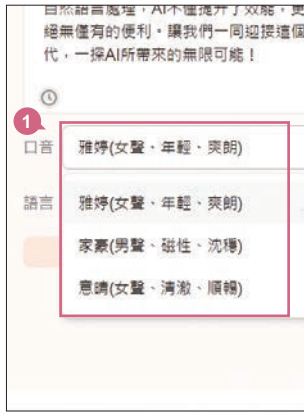 自然語言處理，AI不僅提升了效能，更
絕無僅有的便利。讓我們一同迎接這個
代，一探AI所帶來的無限可能！
1
口音
雅婷(女聲、年輕、爽朗)
語言
雅婷(女聲、年輕、爽朗)
家豪(男聲、磁性、沈穩)
意晴(女聲、清澈、順暢)